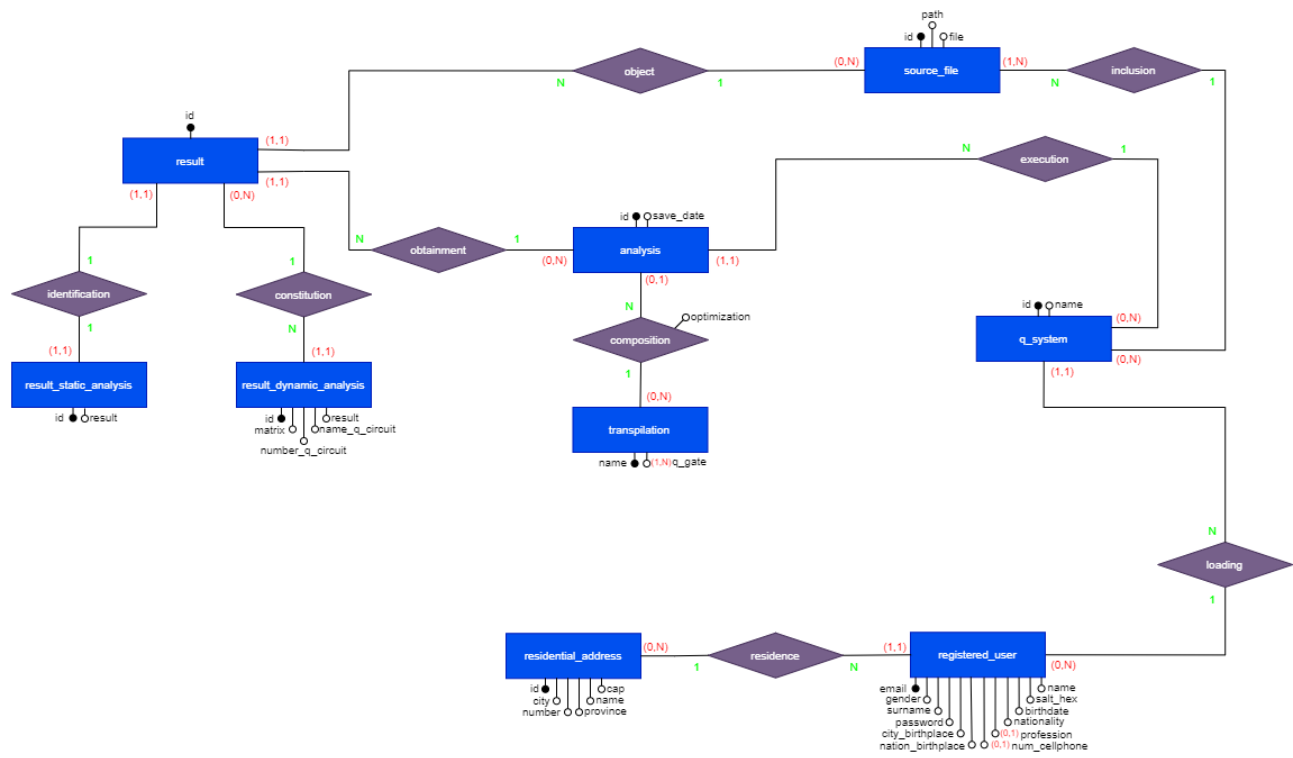 path
id
file
(0,N)
source_file
(1,N)
object
inclusion
N
1
N
1
id
result
(1,1)
(1,1)
(1,1)
(0,N)
N
execution
1
id
save_date
analysis
N
obtainment
1
(0,N)
(0,1)
(1,1)
1
identification
1
1
constitution
N
N
optimization
composition
1
id
name
q_system
(0,N)
(0,N)
(1,1)
(1,1)
result_static_analysis
id
result
(1,1)
result_dynamic_analysis
id
result
matrix
name_q_circuit
number_q_circuit
(0,N)
transpilation
name
(1,N)
q_gate
N
loading
1
residential_address
(0,N)
1
residence
N
(1,1)
registered_user
(0,N)
id
cap
city
name
number
province
email
name
gender
salt_hex
surname
birthdate
password
nationality
city_birthplace
(0,1) profession
nation_birthplace
(0,1) num_cellphone